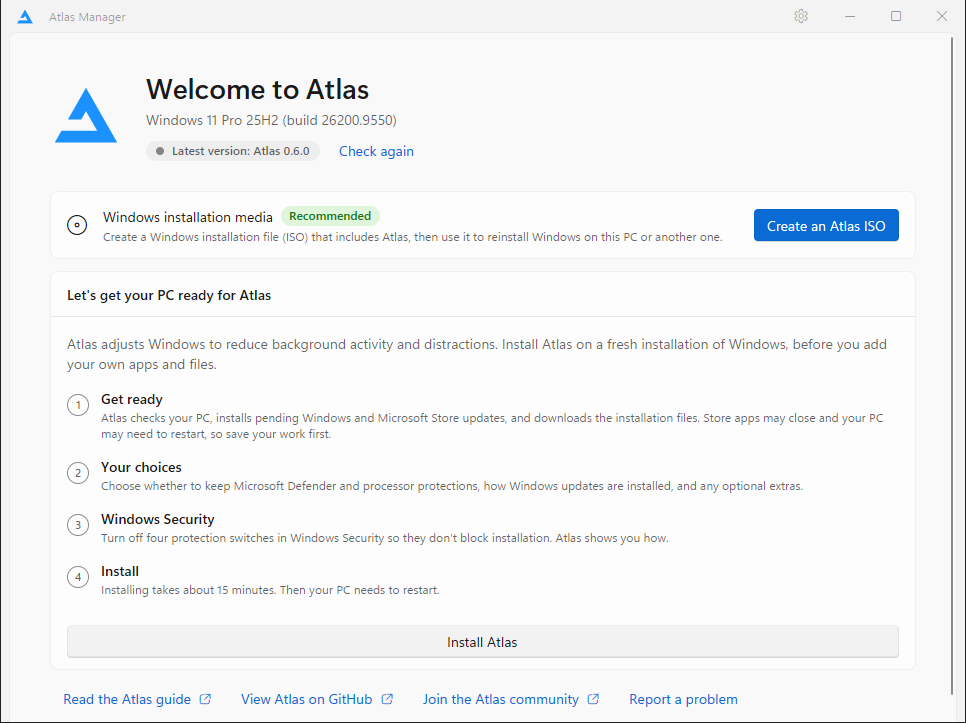 Atlas Manager
Welcome to Atlas
Windows 11 Pro 25H2 (build 26200.9550)
Latest version: Atlas 0.6.0
Check again
Windows installation media
Recommended
Create a Windows installation file (ISO) that includes Atlas, then use it to reinstall Windows on this PC or another one.
Create an Atlas ISO
Let's get your PC ready for Atlas
Atlas adjusts Windows to reduce background activity and distractions. Install Atlas on a fresh installation of Windows, before you add
your own apps and files.
1
Get ready
Atlas checks your PC, installs pending Windows and Microsoft Store updates, and downloads the installation files. Store apps may close and your PC
may need to restart, so save your work first.
2
Your choices
Choose whether to keep Microsoft Defender and processor protections, how Windows updates are installed, and any optional extras.
3
Windows Security
Turn off four protection switches in Windows Security so they don't block installation. Atlas shows you how.
4
Install
Installing takes about 15 minutes. Then your PC needs to restart.
Install Atlas
Read the Atlas guide
View Atlas on GitHub
Join the Atlas community
Report a problem